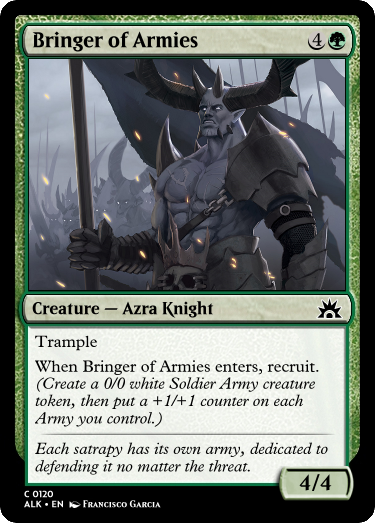 Bringer of Armies 4
Creature — Azra Knight
Trample
When Bringer of Armies enters, recruit.
(Create a 0/0 white Soldier Army creature
token, then put a +1/+1 counter on each
Army you control.)
Each satrapy has its own army, dedicated to
defending it no matter the threat.
4/4
C 0120
ALK • EN Francisco Garcia